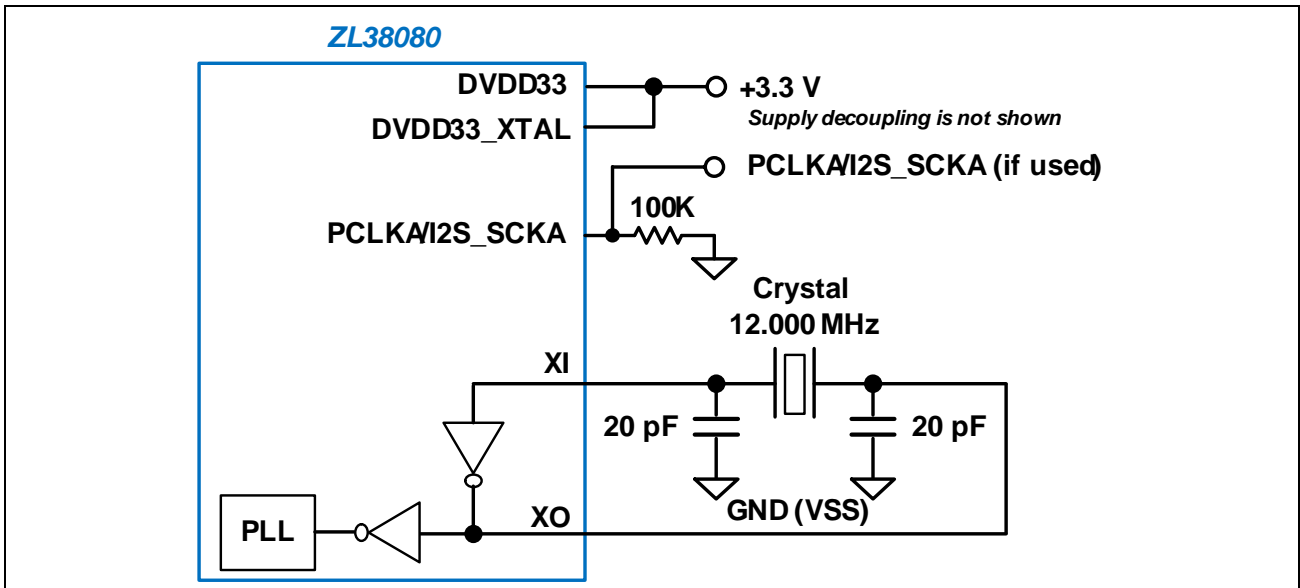 ZL38080
DVDD33
+3.3 V
DVDD33_XTAL
Supply decoupling is not shown
PCLKA/I2S_SCKA (if used)
100K
PCLKA/I2S_SCKA
Crystal
12.000 MHz
XI
20 pF
20 pF
GND (VSS)
XO
PLL